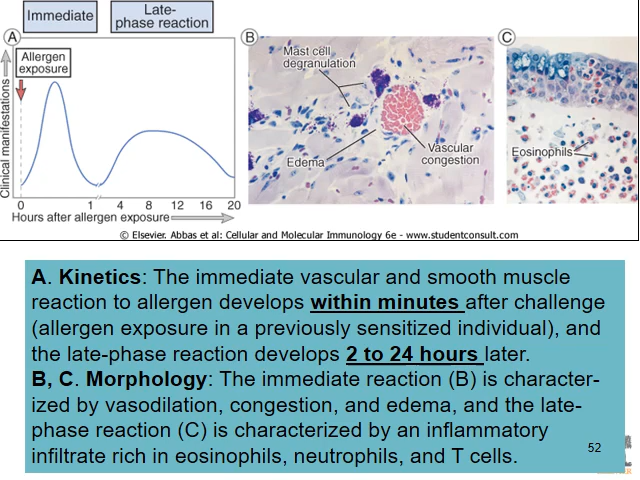 Immediate
Late-
phase reaction
A
Allergen
exposure
Clinical manifestations
0 1 4 8 12 16 20
Hours after allergen exposure
B
Mast cell
degranulation
Edema
Vascular
congestion
C
Eosinophils
© Elsevier. Abbas et al: Cellular and Molecular Immunology 6e - www.studentconsult.com
A. Kinetics: The immediate vascular and smooth muscle
reaction to allergen develops within minutes after challenge
(allergen exposure in a previously sensitized individual), and
the late-phase reaction develops 2 to 24 hours later.
B, C. Morphology: The immediate reaction (B) is character-
ized by vasodilation, congestion, and edema, and the late-
phase reaction (C) is characterized by an inflammatory
infiltrate rich in eosinophils, neutrophils, and T cells.
52